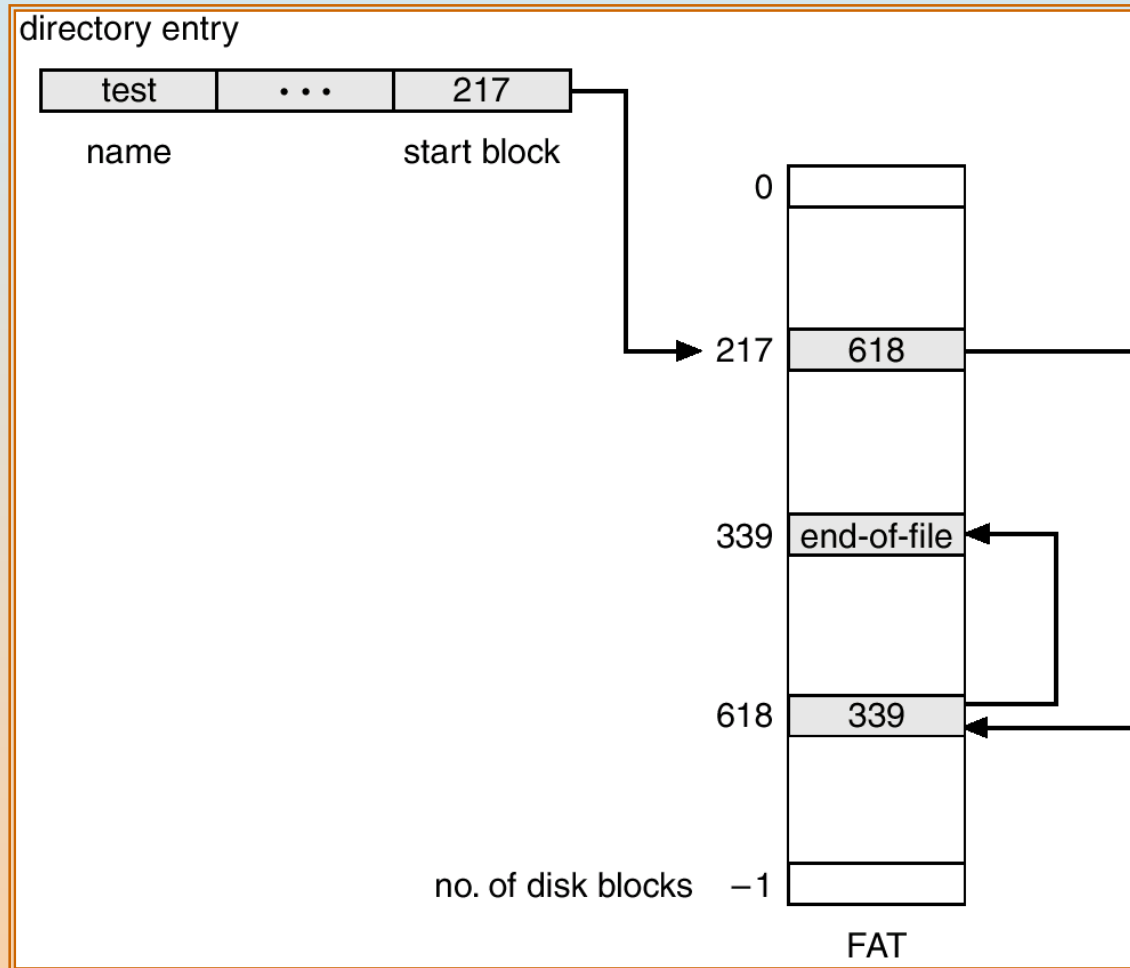 directory entry
test • • • 217
name start block
0
217 618
339 end-of-file
618 339
no. of disk blocks –1
FAT